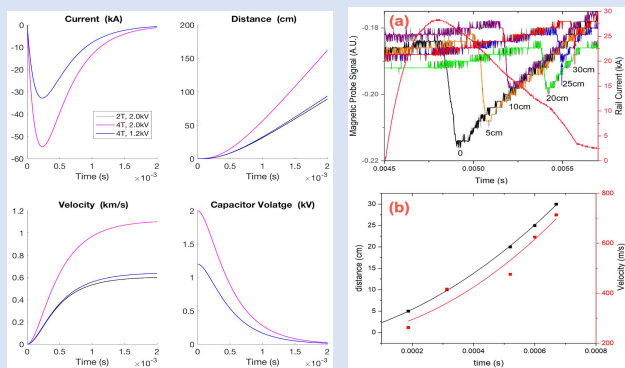 Current (kA)
0
-10
-20
-30
-40
-50
-60
0 0.5 1 1.5 2
Time (s) ×10⁻³
2T, 2.0kV
4T, 2.0kV
4T, 1.2kV
Distance (cm)
200
150
100
50
0
0 0.5 1 1.5 2
Time (s) ×10⁻³
Velocity (km/s)
1.2
1
0.8
0.6
0.4
0.2
0
0 0.5 1 1.5 2
Time (s) ×10⁻³
Capacitor Volatge (kV)
2
1.5
1
0.5
0
0 0.5 1 1.5 2
Time (s) ×10⁻³
(a)
Magnetic Probe Signal (A.U.)
-0.18
-0.20
-0.22
0.0045 0.0050 0.0055
Time (s)
Rail Current (kA)
30
25
20
15
10
5
0
0
5cm
10cm
20cm
25cm
30cm
(b)
distance (cm)
30
25
20
15
10
5
0
0.0002 0.0004 0.0006 0.0008
time (s)
Velocity (m/s)
800
600
400
200